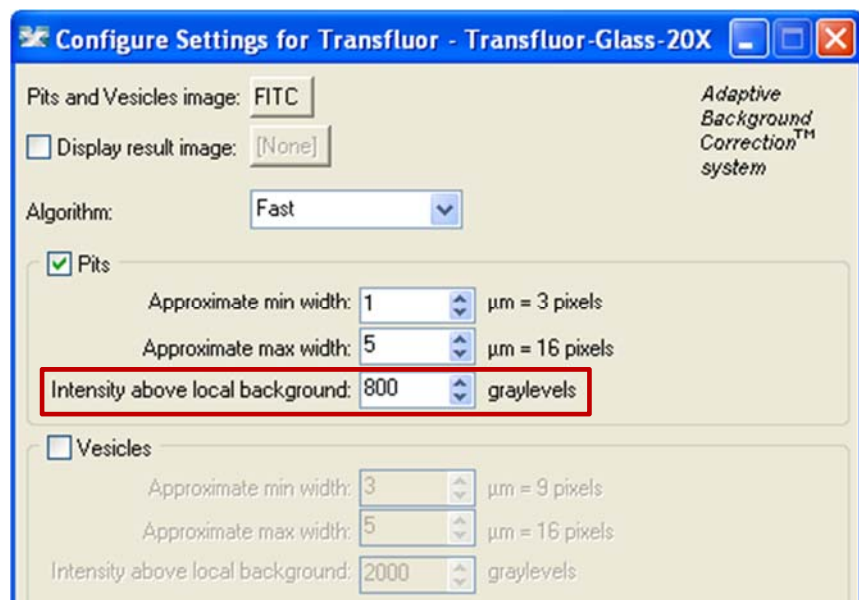 Configure Settings for Transfluor - Transfluor-Glass-20X
Pits and Vesicles image: FITC
Adaptive
Background
Correction™
system
Display result image: [None]
Algorithm: Fast
Pits
Approximate min width: 1 µm = 3 pixels
Approximate max width: 5 µm = 16 pixels
Intensity above local background: 800 graylevels
Vesicles
Approximate min width: 3 µm = 9 pixels
Approximate max width: 5 µm = 16 pixels
Intensity above local background: 2000 graylevels